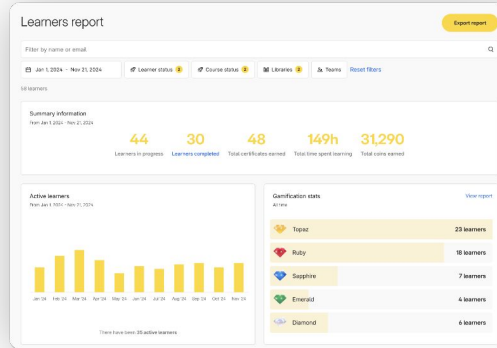 Learners report
Export report
Filter by name or email
Jan 1, 2024 - Nov 21, 2024
Learner status 2
Course status 3
Libraries 2
Teams
Reset filters
learners
Summary information
From Jan 1, 2024 - Nov 21, 2024
44
30
48
149h
31,290
Learners in progress
Learners completed
Total certificates earned
Total time spent learning
Total coins earned
Active learners
From Jan 1, 2024 - Nov 21, 2024
Jan '24 Feb '24 Mar '24 Apr '24 May '24 Jun '24 Jul '24 Aug '24 Sep '24 Oct '24 Nov '24
There have been 35 active learners
Gamification stats
View report
All time
Topaz 23 learners
Ruby 18 learners
Sapphire 7 learners
Emerald 4 learners
Diamond 6 learners